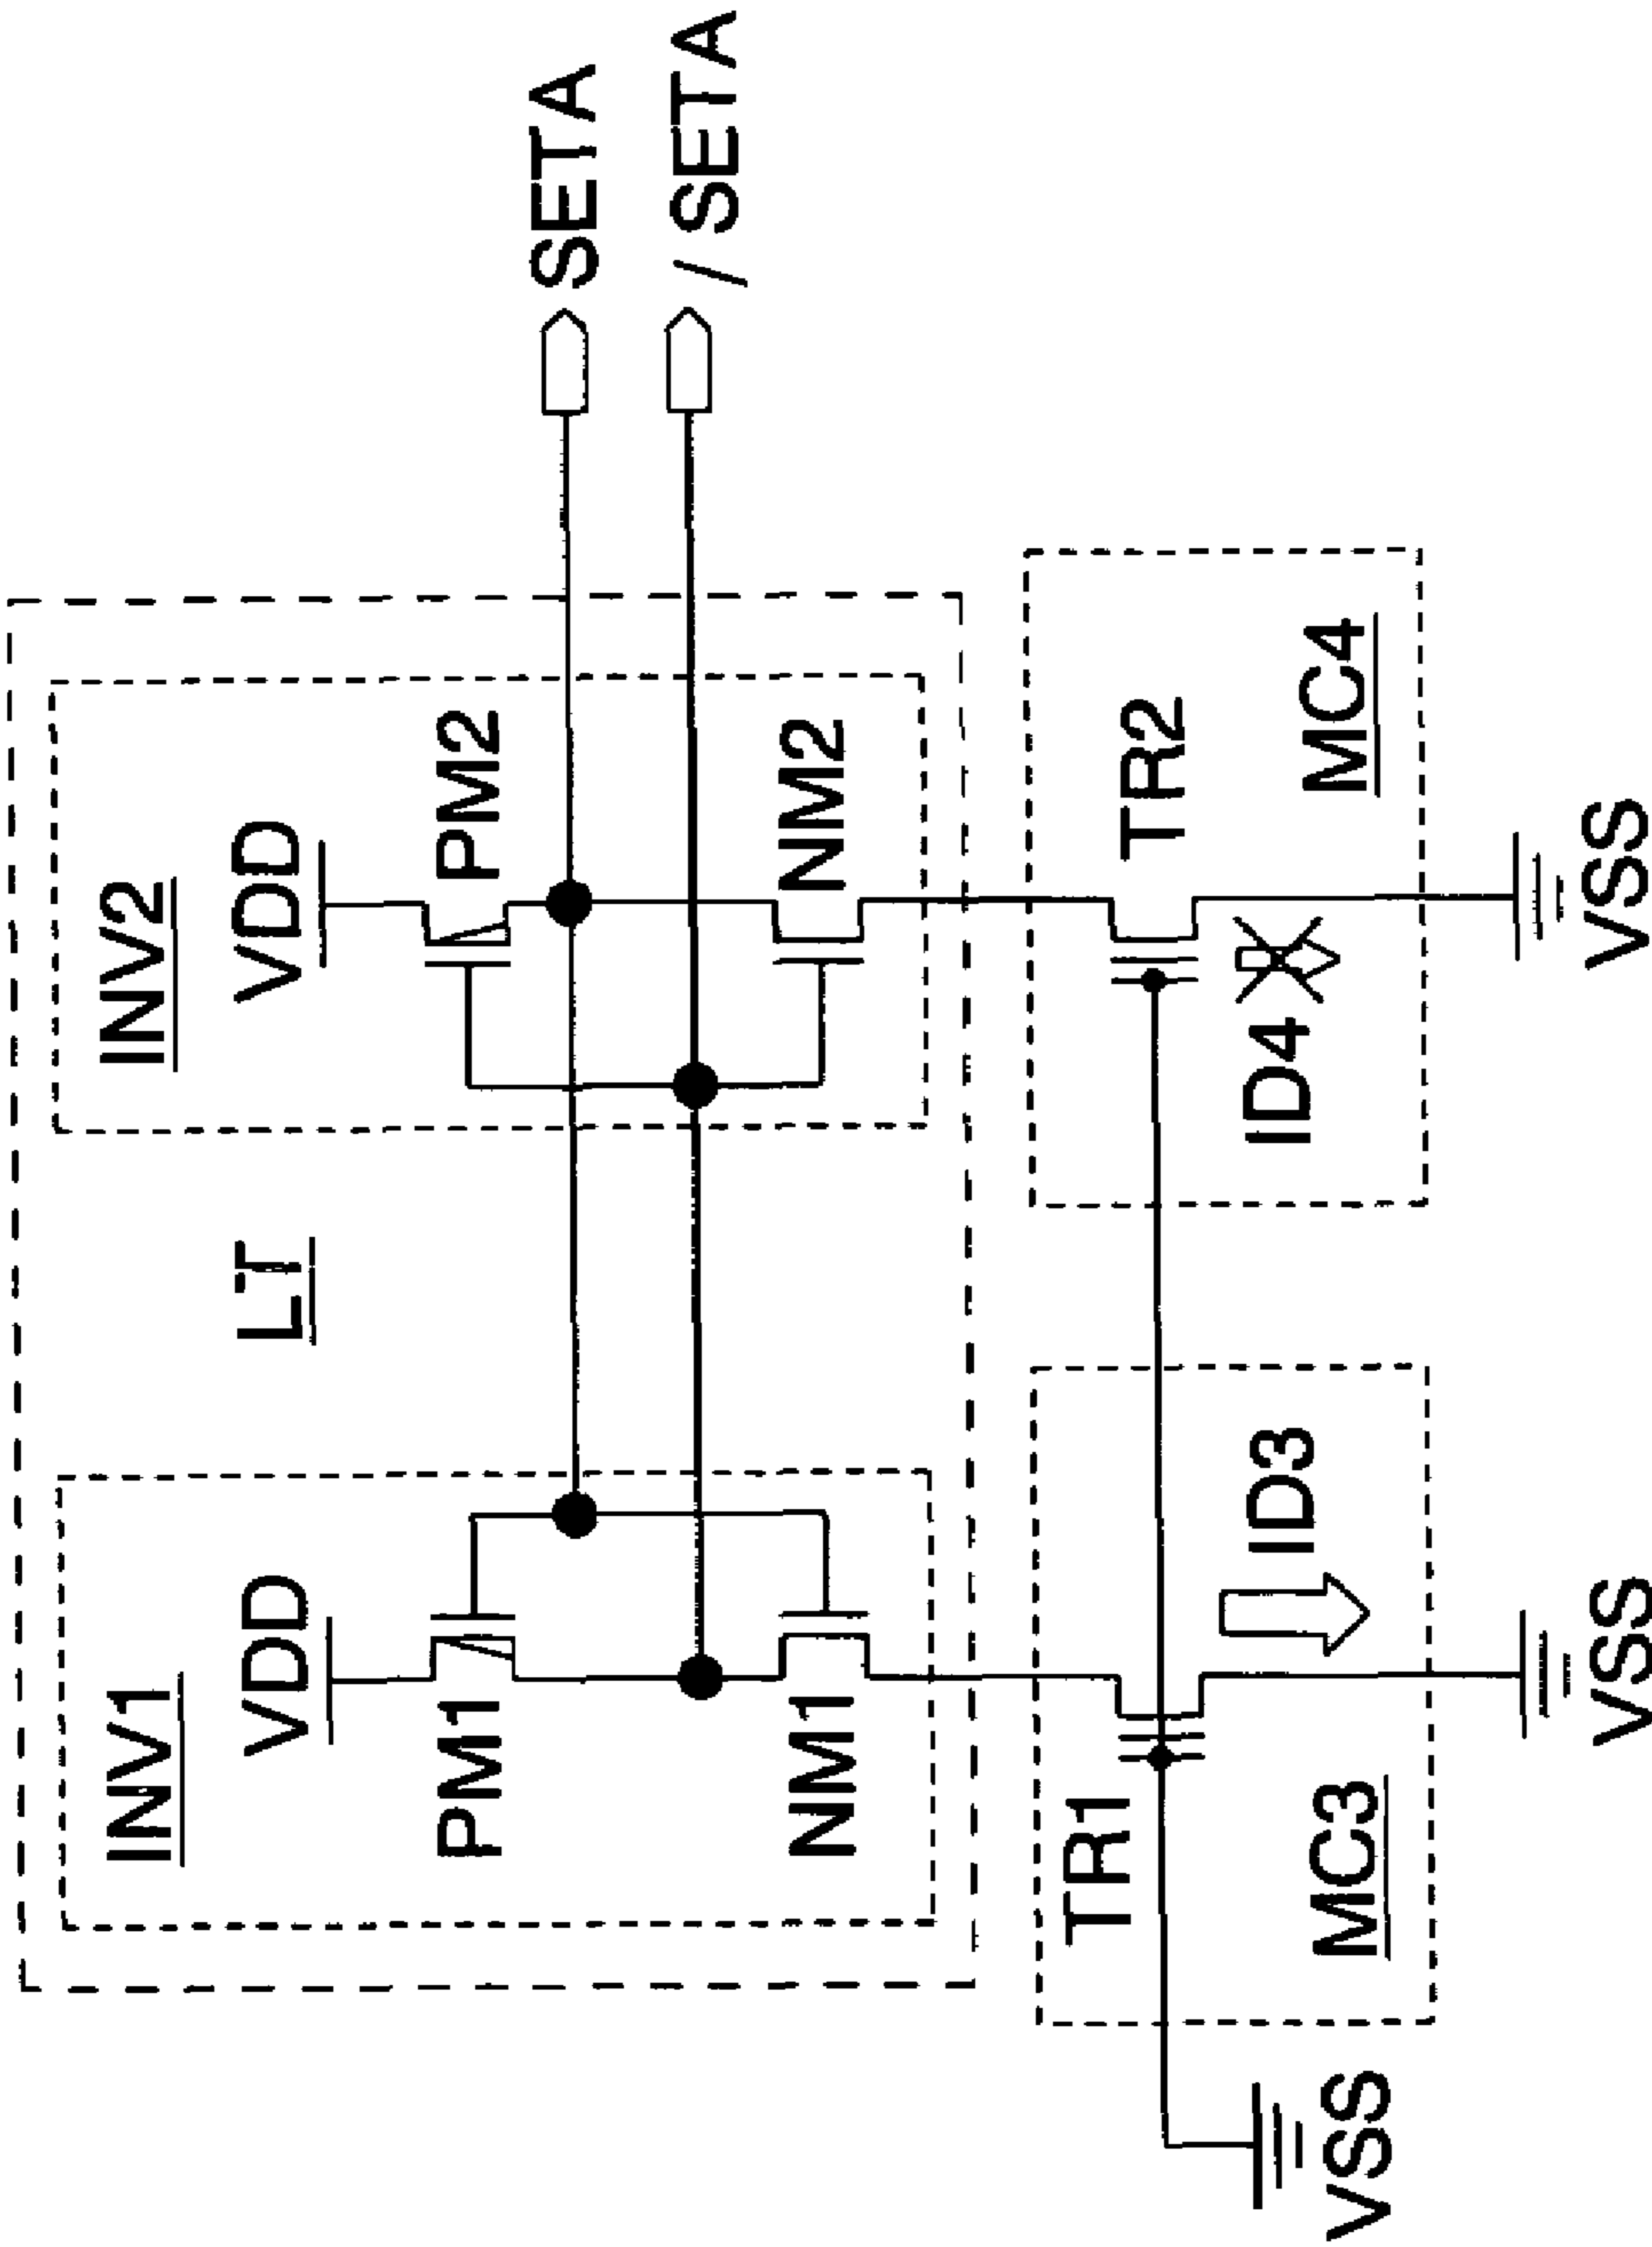 LT
INV1
INV2
VDD
VDD
PM1
PM2
SETA
/SETA
NM1
NM2
TR1
TR2
ID3
ID4
MC3
MC4
VSS
VSS
VSS